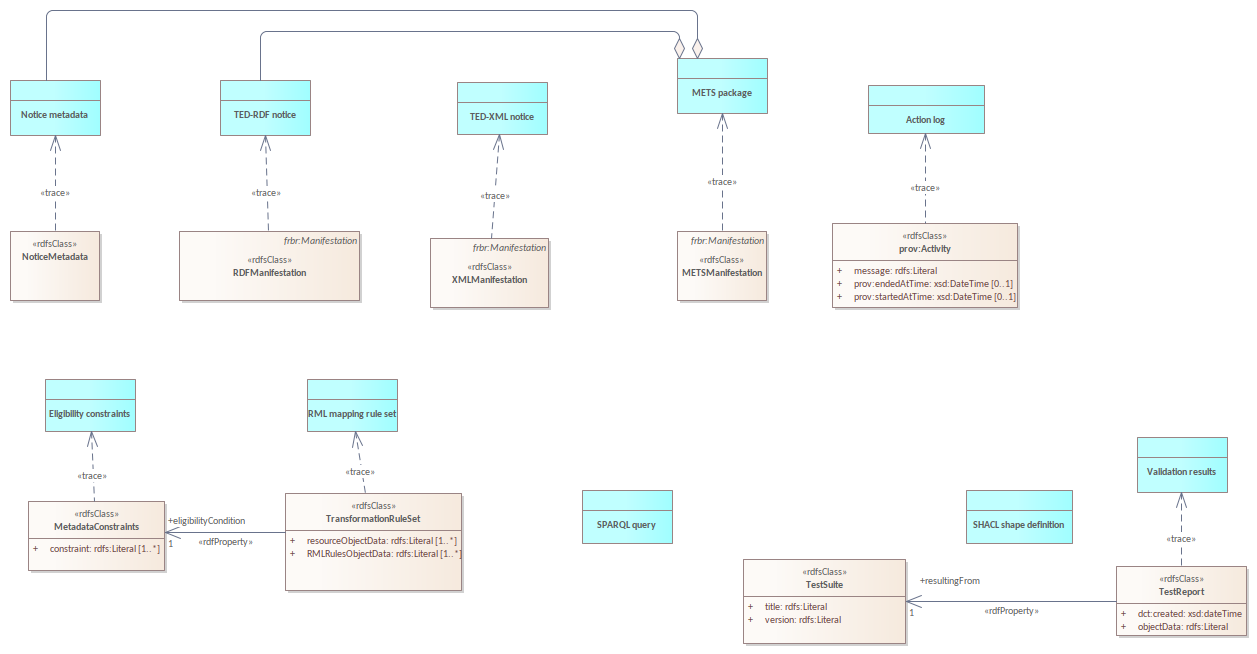 Notice metadata
TED-RDF notice
TED-XML notice
METS package
Action log
«trace»
«trace»
«trace»
«trace»
«trace»
«rdfsClass»
NoticeMetadata
frbr:Manifestation
«rdfsClass»
RDFManifestation
frbr:Manifestation
«rdfsClass»
XMLManifestation
frbr:Manifestation
«rdfsClass»
METSManifestation
«rdfsClass»
prov:Activity
+ message: rdfs:Literal
+ prov:endedAtTime: xsd:DateTime [0..1]
+ prov:startedAtTime: xsd:DateTime [0..1]
Eligibility constraints
RML mapping rule set
«trace»
«trace»
«rdfsClass»
MetadataConstraints
+ constraint: rdfs:Literal [1..*]
+eligibilityCondition
1
«rdfProperty»
«rdfsClass»
TransformationRuleSet
+ resourceObjectData: rdfs:Literal [1..*]
+ RMLRulesObjectData: rdfs:Literal [1..*]
SPARQL query
SHACL shape definition
Validation results
«trace»
«rdfsClass»
TestSuite
+ title: rdfs:Literal
+ version: rdfs:Literal
+resultingFrom
1
«rdfProperty»
«rdfsClass»
TestReport
+ dct:created: xsd:dateTime
+ objectData: rdfs:Literal